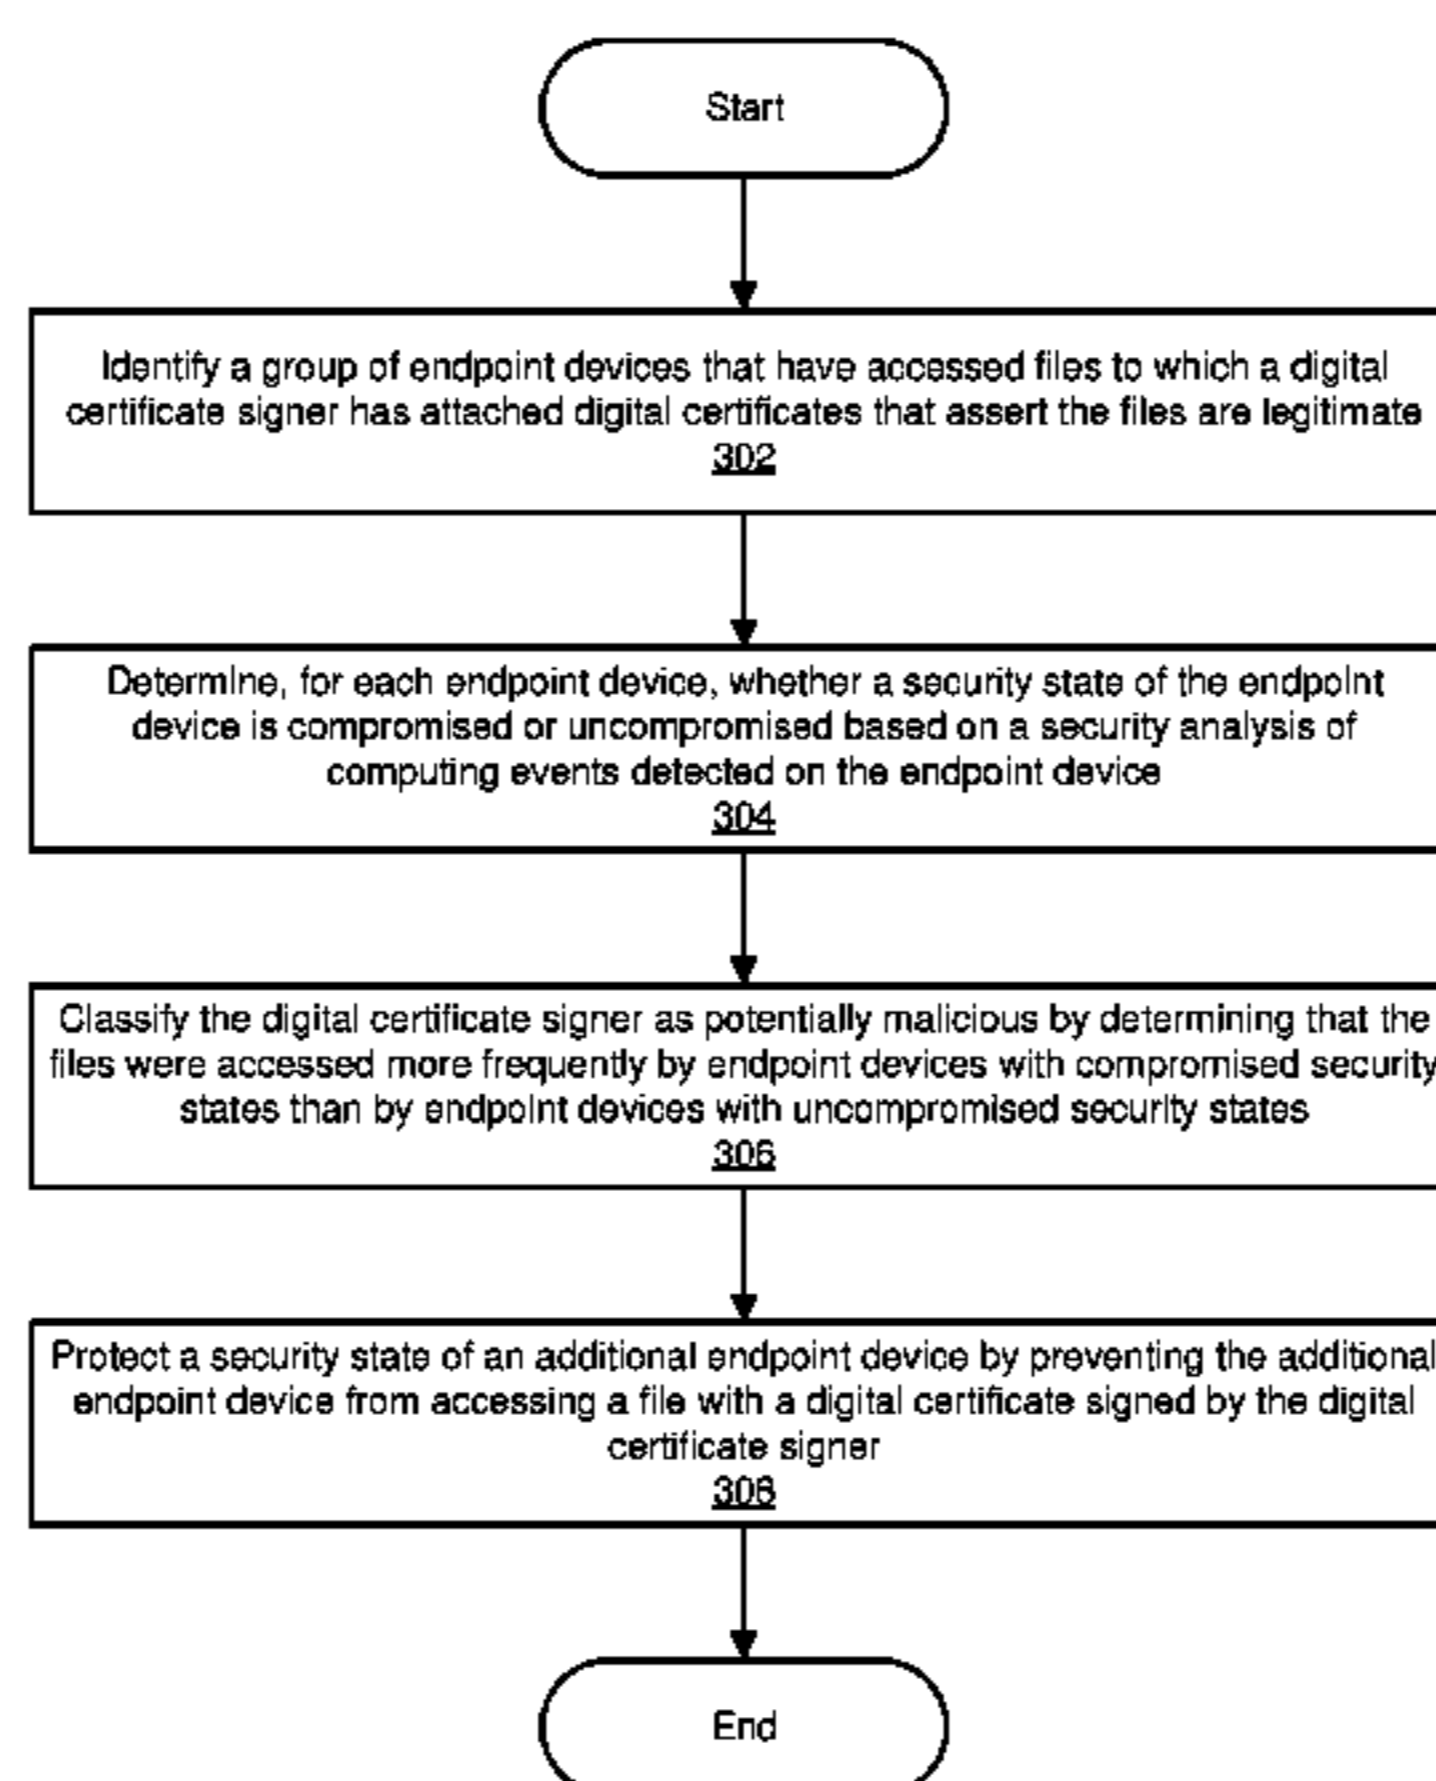 Start
Identify a group of endpoint devices that have accessed files to which a digital
certificate signer has attached digital certificates that assert the files are legitimate
302
Determine, for each endpoint device, whether a security state of the endpoint
device is compromised or uncompromised based on a security analysis of
computing events detected on the endpoint device
304
Classify the digital certificate signer as potentially malicious by determining that the
files were accessed more frequently by endpoint devices with compromised security
states than by endpoint devices with uncompromised security states
306
Protect a security state of an additional endpoint device by preventing the additional
endpoint device from accessing a file with a digital certificate signed by the digital
certificate signer
308
End